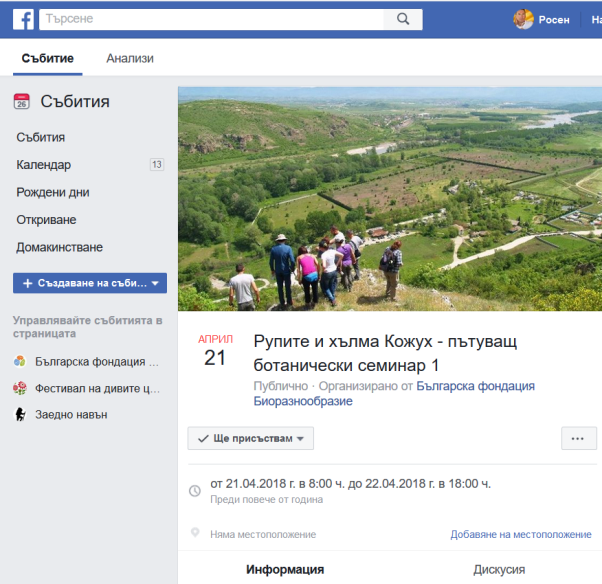 f Търсене Росен На
Събитие Анализи
26 Събития
Събития
Календар 13
Рождени дни
Откриване
Домакинстване
+ Създаване на съби...
Управлявайте събитията в
страницата
Българска фондация ...
Фестивал на дивите ц...
Заедно навън
АПРИЛ
21
Рупите и хълма Кожух - пътуващ
ботанически семинар 1
Публично · Организирано от Българска фондация
Биоразнообразие
Ще присъствам
...
от 21.04.2018 г. в 8:00 ч. до 22.04.2018 г. в 18:00 ч.
Преди повече от година
Няма местоположение Добавяне на местоположение
Информация Дискусия